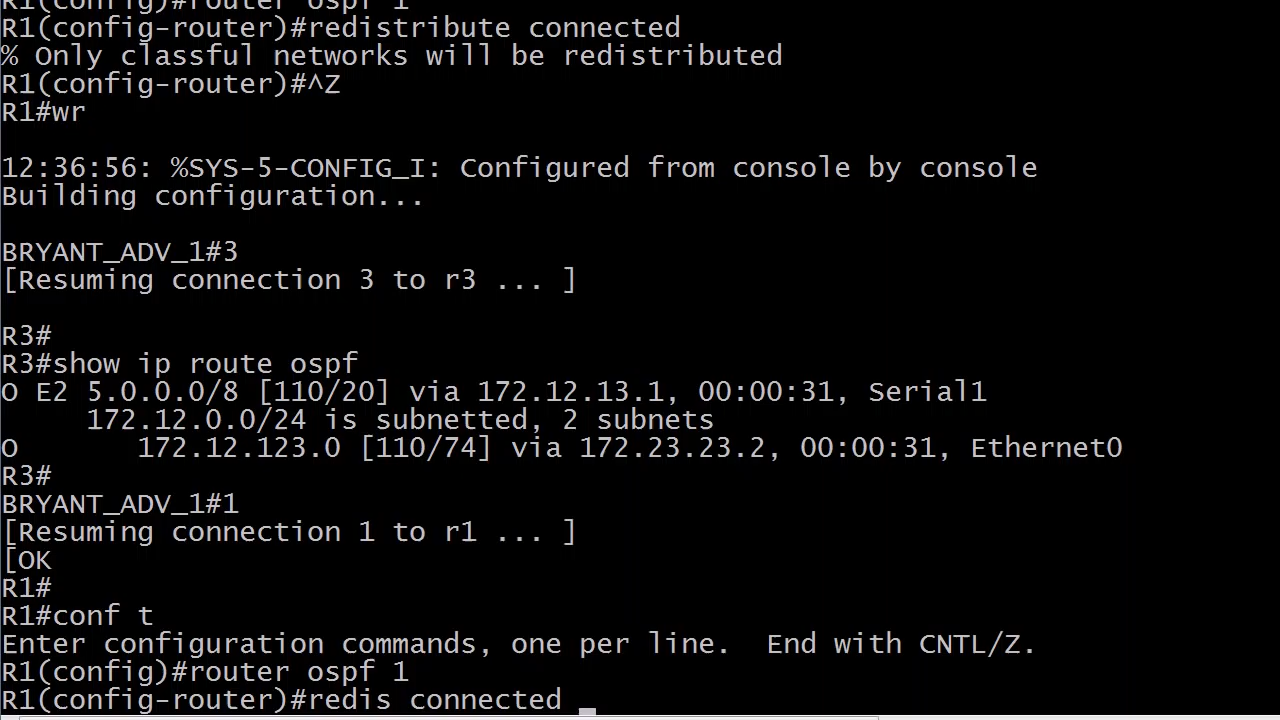 R1(config)#router ospf 1
R1(config-router)#redistribute connected
% Only classful networks will be redistributed
R1(config-router)#^Z
R1#wr
12:36:56: %SYS-5-CONFIG_I: Configured from console by console
Building configuration...
BRYANT_ADV_1#3
[Resuming connection 3 to r3 ... ]
R3#
R3#show ip route ospf
O E2 5.0.0.0/8 [110/20] via 172.12.13.1, 00:00:31, Serial1
172.12.0.0/24 is subnetted, 2 subnets
O 172.12.123.0 [110/74] via 172.23.23.2, 00:00:31, Ethernet0
R3#
BRYANT_ADV_1#1
[Resuming connection 1 to r1 ... ]
[OK
R1#
R1#conf t
Enter configuration commands, one per line. End with CNTL/Z.
R1(config)#router ospf 1
R1(config-router)#redis connected